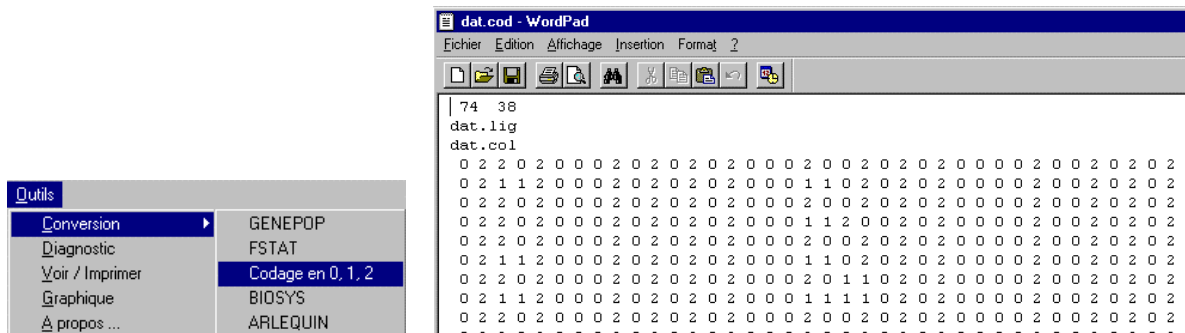 dat.cod - WordPad
Fichier Edition Affichage Insertion Format ?
74 38
dat.lig
dat.col
0 2 2 0 2 0 0 0 2 0 2 0 2 0 2 0 0 0 2 0 0 2 0 2 0 2 0 0 0 0 2 0 0 2 0 2 0 2
0 2 1 1 2 0 0 0 2 0 2 0 2 0 2 0 0 0 1 1 0 2 0 2 0 2 0 0 0 0 2 0 0 2 0 2 0 2
0 2 2 0 2 0 0 0 2 0 2 0 2 0 2 0 0 0 2 0 0 2 0 2 0 2 0 0 0 0 2 0 0 2 0 2 0 2
0 2 2 0 2 0 0 0 2 0 2 0 2 0 2 0 0 0 1 1 2 0 0 2 0 2 0 0 0 0 2 0 0 2 0 2 0 2
0 2 2 0 2 0 0 0 2 0 2 0 2 0 2 0 0 0 2 0 0 2 0 2 0 2 0 0 0 0 2 0 0 2 0 2 0 2
0 2 1 1 2 0 0 0 2 0 2 0 2 0 2 0 0 0 1 1 0 2 0 2 0 2 0 0 0 0 2 0 0 2 0 2 0 2
0 2 2 0 2 0 0 0 2 0 2 0 2 0 2 0 0 0 2 0 1 1 0 2 0 2 0 0 0 0 2 0 0 2 0 2 0 2
0 2 1 1 2 0 0 0 2 0 2 0 2 0 2 0 0 0 1 1 1 1 0 2 0 2 0 0 0 0 2 0 0 2 0 2 0 2
0 2 2 0 2 0 0 0 2 0 2 0 2 0 2 0 0 0 2 0 0 2 0 2 0 2 0 0 0 0 2 0 0 2 0 2 0 2
Outils
Conversion
Diagnostic
Voir / Imprimer
Graphique
A propos ...
GENEPOP
FSTAT
Codage en 0, 1, 2
BIOSYS
ARLEQUIN